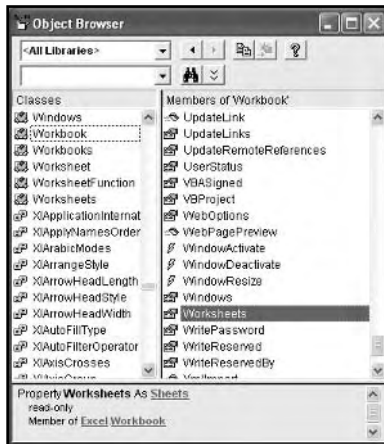 Object Browser
<All Libraries>
Classes
Windows
Workbook
Workbooks
Worksheet
WorksheetFunction
Worksheets
XlApplicationInternat
XlApplyNamesOrder
XlArabicModes
XlArrangeStyle
XlArrowHeadLength
XlArrowHeadStyle
XlArrowHeadWidth
XlAutoFillType
XlAutoFilterOperator
XlAxisCrosses
Members of 'Workbook'
UpdateLink
UpdateLinks
UpdateRemoteReferences
UserStatus
VBASigned
VBProject
WebOptions
WebPagePreview
WindowActivate
WindowDeactivate
WindowResize
Windows
Worksheets
WritePassword
WriteReserved
WriteReservedBy
Property Worksheets As Sheets
read-only
Member of Excel.Workbook